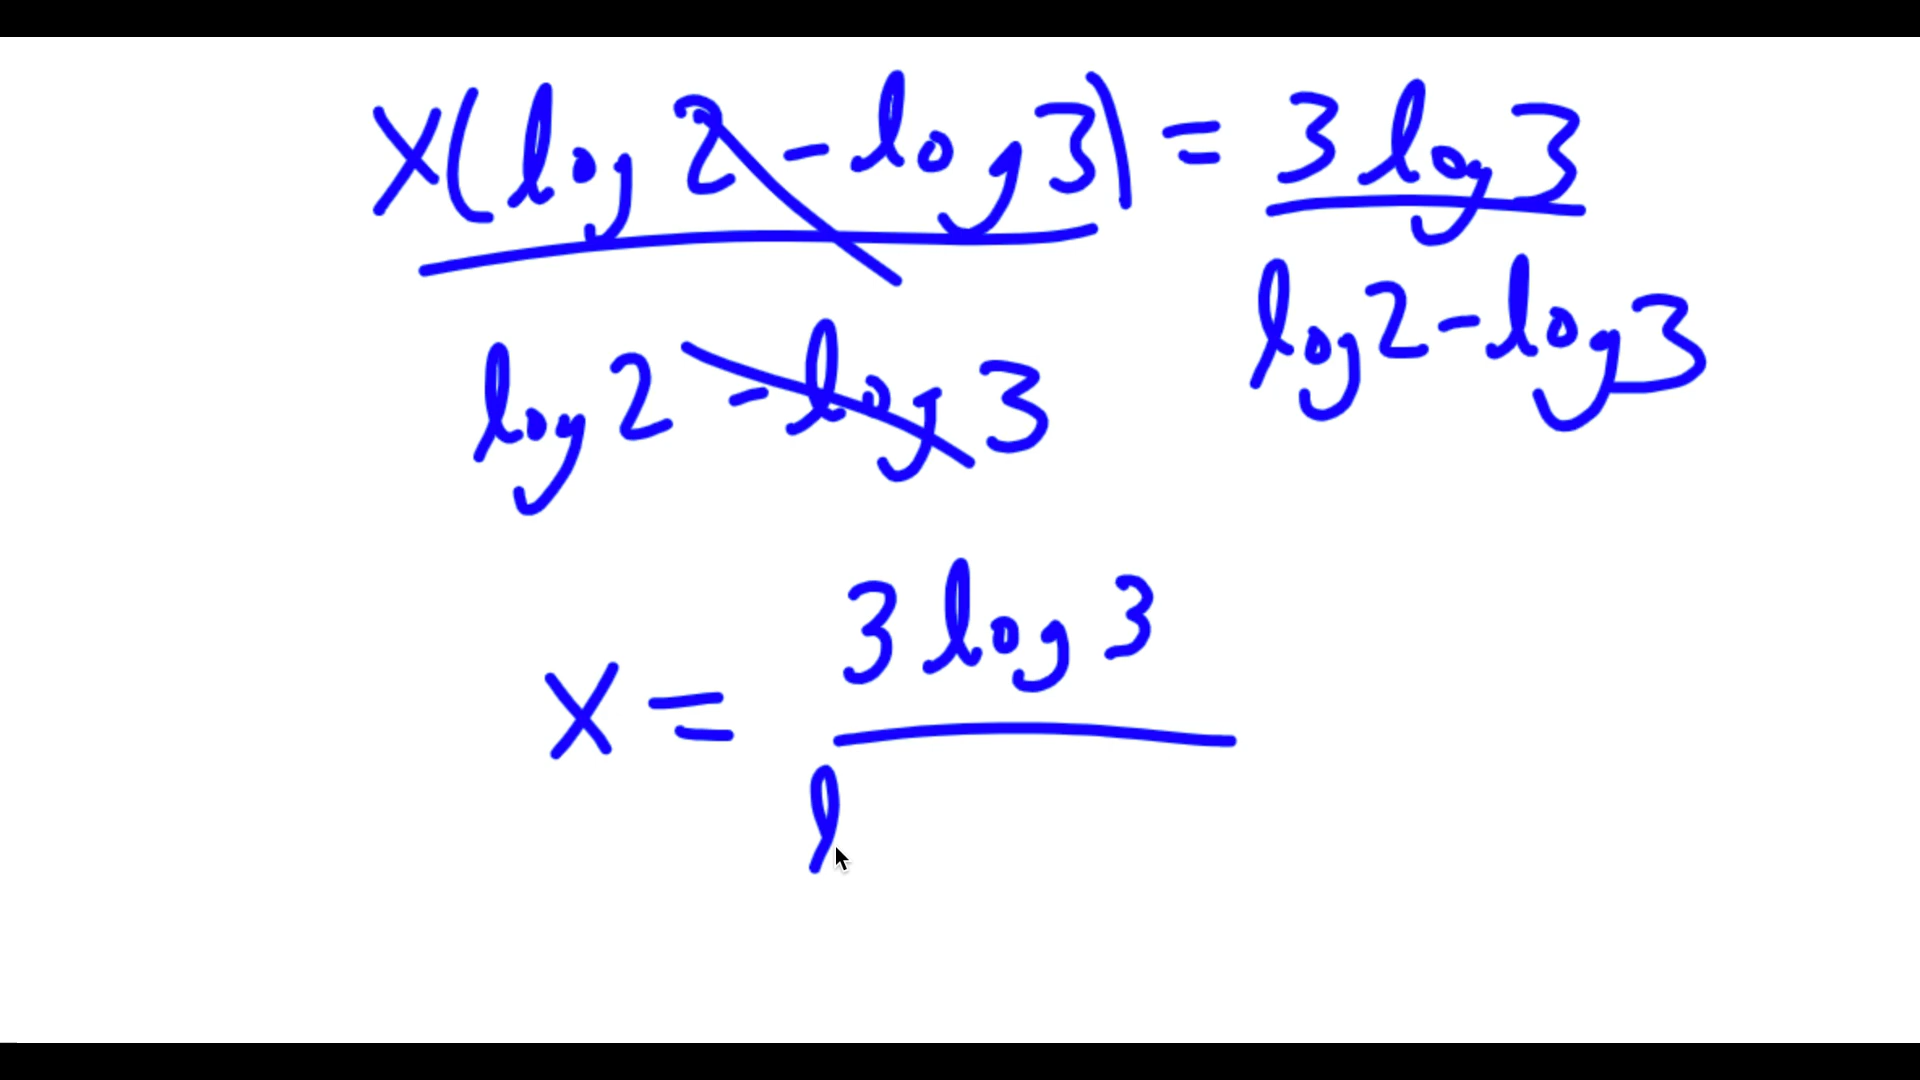 x(log 2 - log 3) = 3 log 3
log 2 - log 3 log 2 - log 3
x = 3 log 3
l